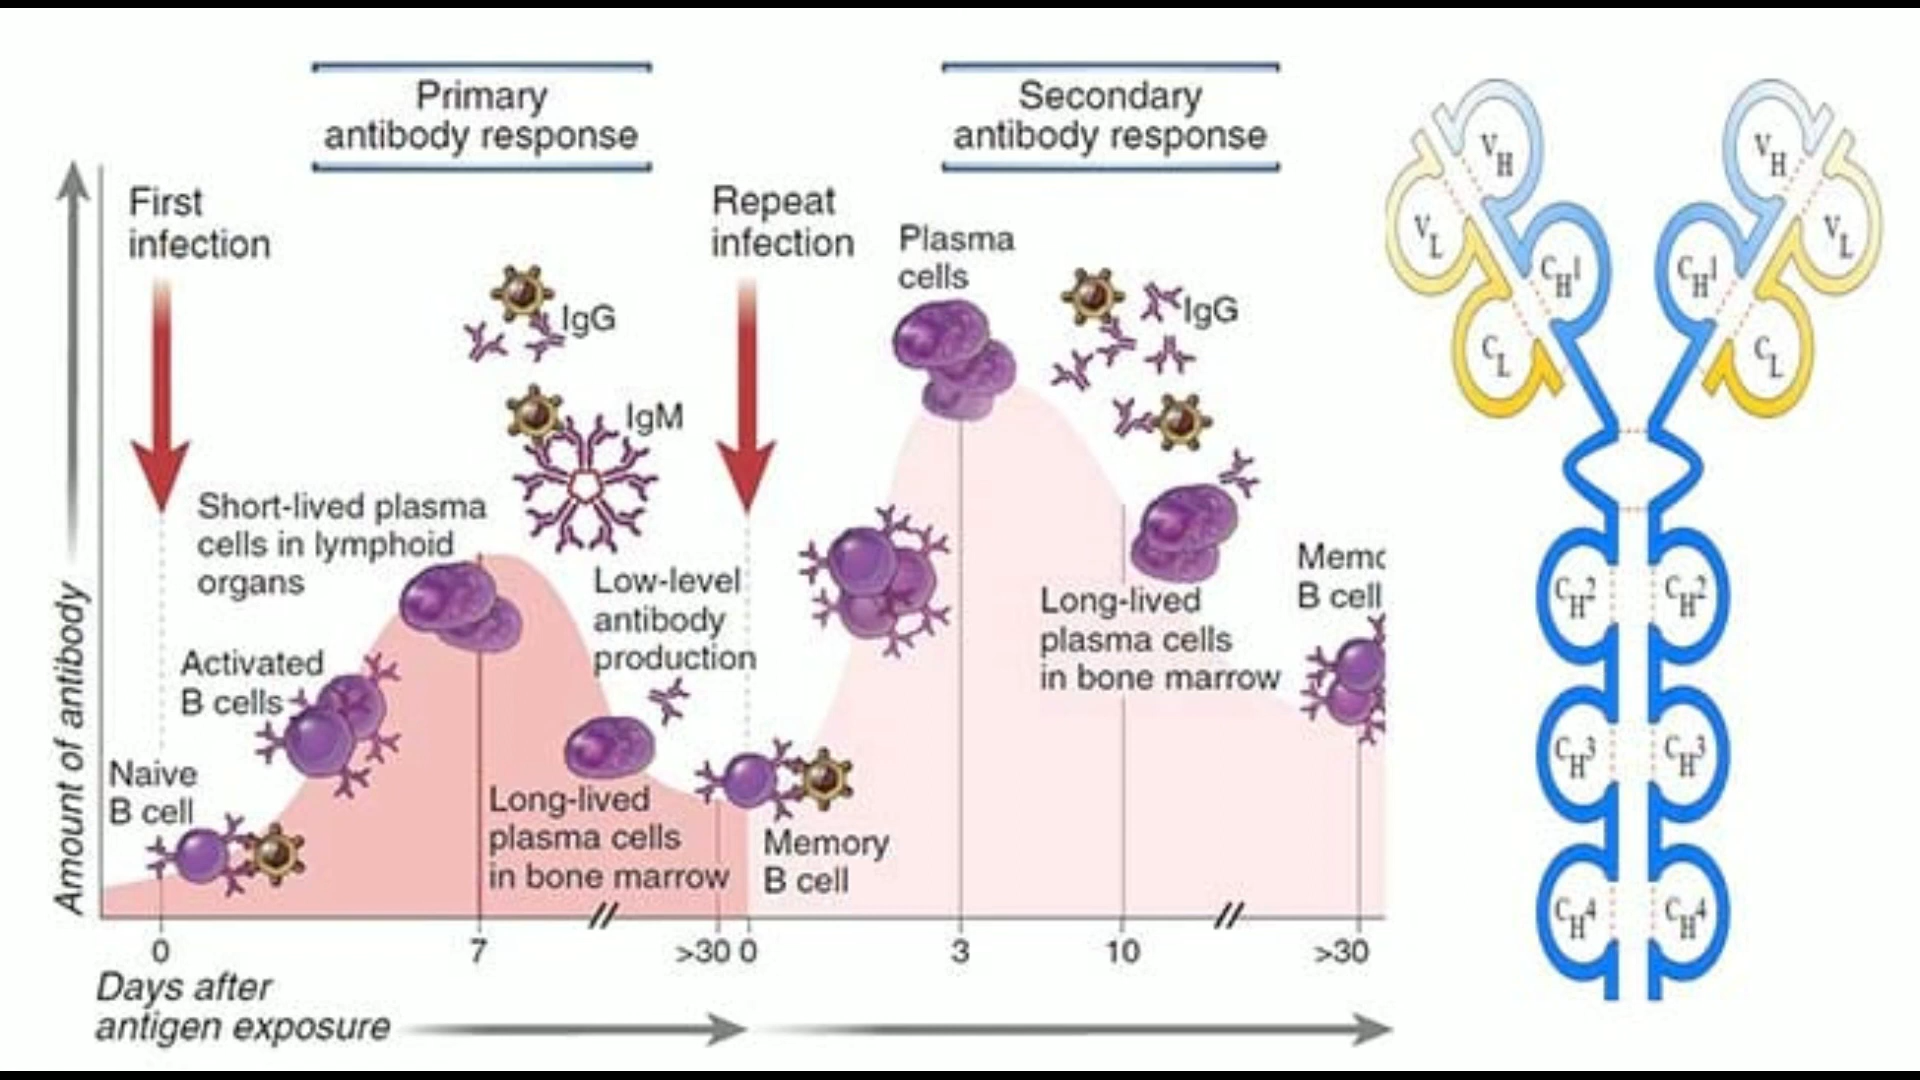 Primary
antibody response
Secondary
antibody response
First
infection
Repeat
infection
Plasma
cells
IgG
IgG
IgM
Short-lived plasma
cells in lymphoid
organs
Low-level
antibody
production
Activated
B cells
Naive
B cell
Long-lived
plasma cells
in bone marrow
Memory
B cell
Long-lived
plasma cells
in bone marrow
Memo
B cell
Amount of antibody
0
7
>30
0
3
10
>30
Days after
antigen exposure
VH
VH
VL
VL
CH1
CH1
CL
CL
CH2
CH2
CH3
CH3
CH4
CH4